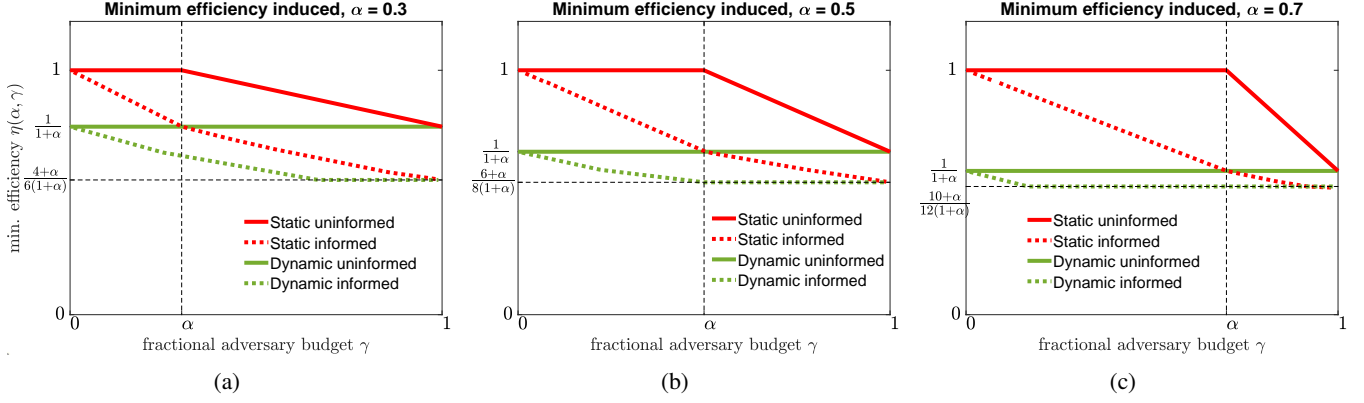 Minimum efficiency induced, α = 0.3
min. efficiency η(α, γ)
1
1/(1+α)
(4+α)/(6(1+α))
0
Static uninformed
Static informed
Dynamic uninformed
Dynamic informed
0 α 1
fractional adversary budget γ
(a)
Minimum efficiency induced, α = 0.5
1
1/(1+α)
(6+α)/(8(1+α))
0
Static uninformed
Static informed
Dynamic uninformed
Dynamic informed
0 α 1
fractional adversary budget γ
(b)
Minimum efficiency induced, α = 0.7
1
1/(1+α)
(10+α)/(12(1+α))
0
Static uninformed
Static informed
Dynamic uninformed
Dynamic informed
0 α 1
fractional adversary budget γ
(c)